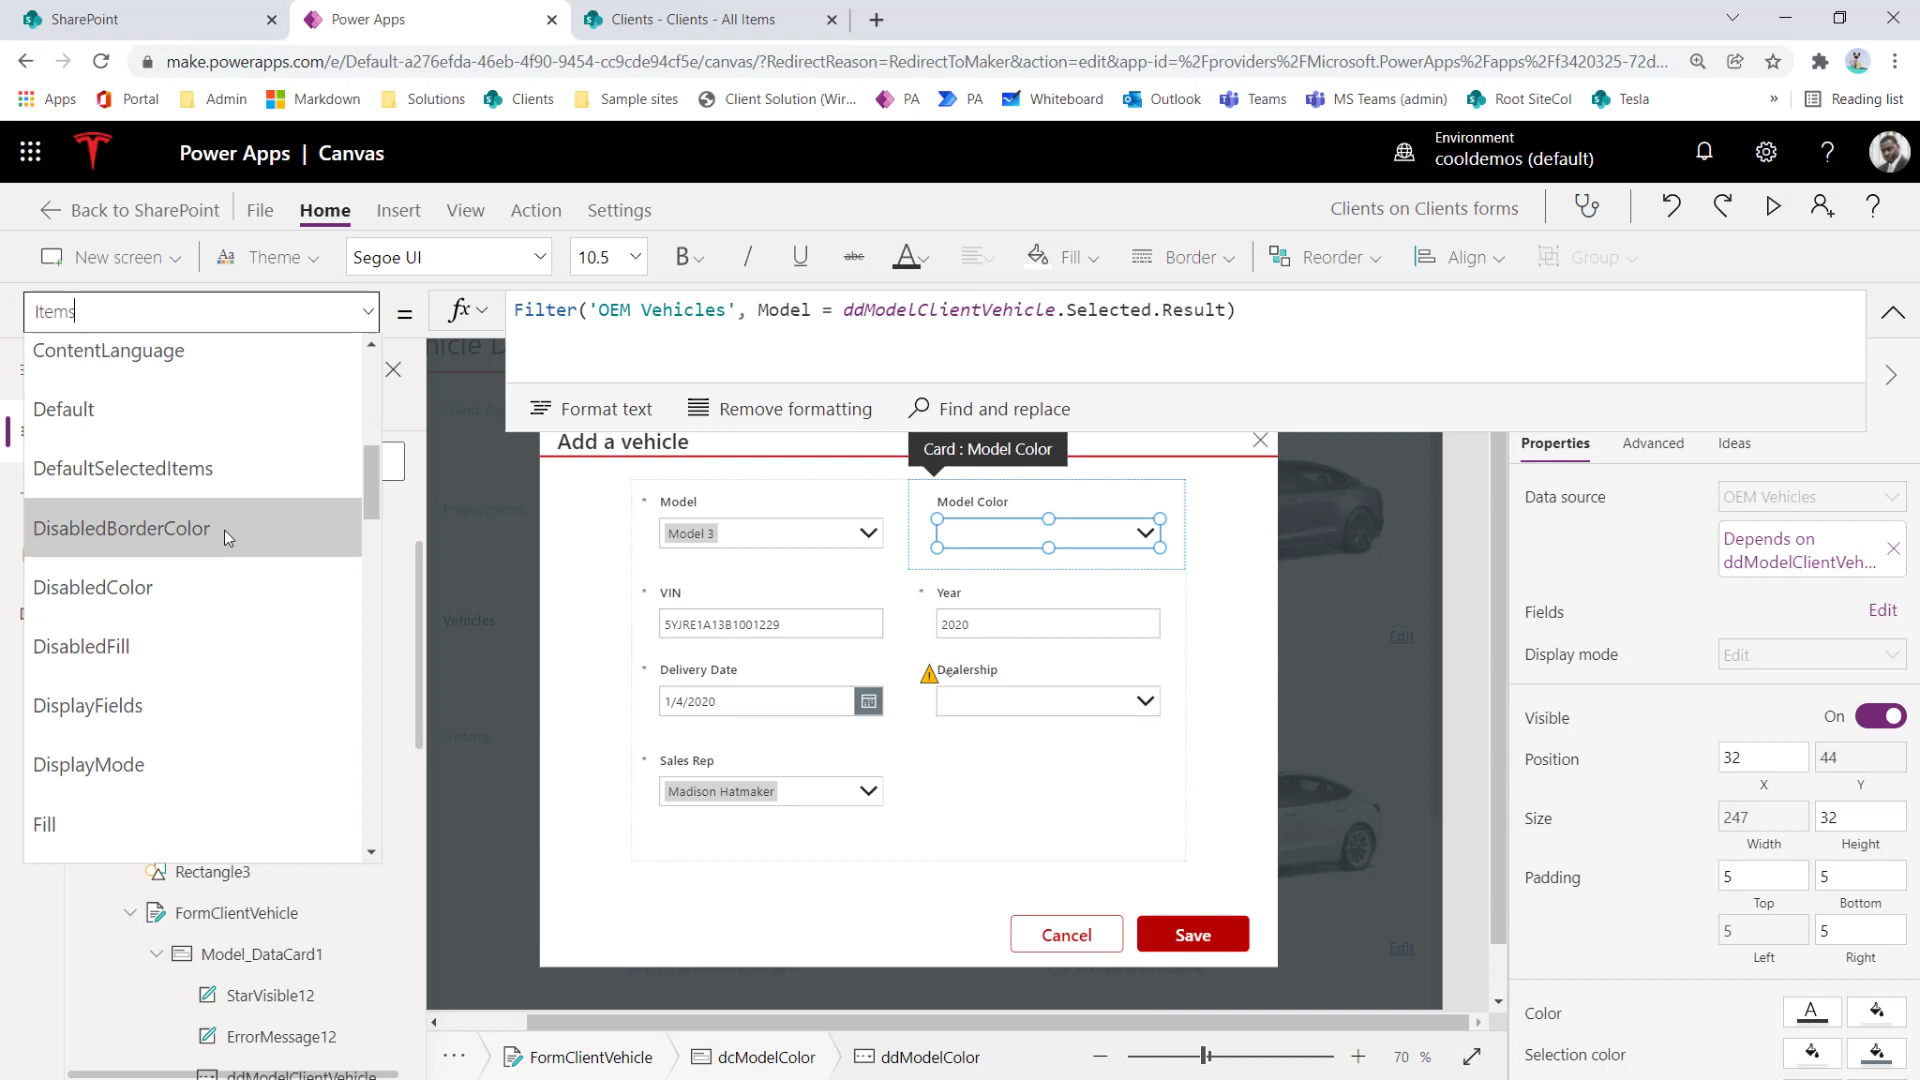 SharePoint
Power Apps
Clients - Clients - All Items
make.powerapps.com/e/Default-a276efda-46eb-4f90-9454-cc9cde94cf5e/canvas/?RedirectReason=RedirectToMaker&action=edit&app-id=%2Fproviders%2FMicrosoft.PowerApps%2Fapps%2Ff3420325-72d...
Apps
Portal
Admin
Markdown
Solutions
Clients
Sample sites
Client Solution (Wir...
PA
PA
Whiteboard
Outlook
Teams
MS Teams (admin)
Root SiteCol
Tesla
»
Reading list
Power Apps | Canvas
Environment
cooldemos (default)
Back to SharePoint
File
Home
Insert
View
Action
Settings
Clients on Clients forms
New screen
Theme
Segoe UI
10.5
B
/
U
abc
A
Fill
Border
Reorder
Align
Group
Items
=
fx
Filter('OEM Vehicles', Model = ddModelClientVehicle.Selected.Result)
Format text
Remove formatting
Find and replace
ContentLanguage
Default
DefaultSelectedItems
DisabledBorderColor
DisabledColor
DisabledFill
DisplayFields
DisplayMode
Fill
Rectangle3
FormClientVehicle
Model_DataCard1
StarVisible12
ErrorMessage12
ddModelClientVehicle
Engagement
Vehicles
History
Edit
Edit
Add a vehicle
Card : Model Color
* Model
Model 3
Model Color
* VIN
5YJRE1A13B1001229
* Year
2020
* Delivery Date
1/4/2020
Dealership
* Sales Rep
Madison Hatmaker
Cancel
Save
Properties
Advanced
Ideas
Data source
OEM Vehicles
Depends on
ddModelClientVeh...
Fields
Edit
Display mode
Edit
Visible
On
Position
32
44
X
Y
Size
247
32
Width
Height
Padding
5
5
Top
Bottom
5
5
Left
Right
Color
A
Selection color
...
FormClientVehicle
dcModelColor
ddModelColor
70 %